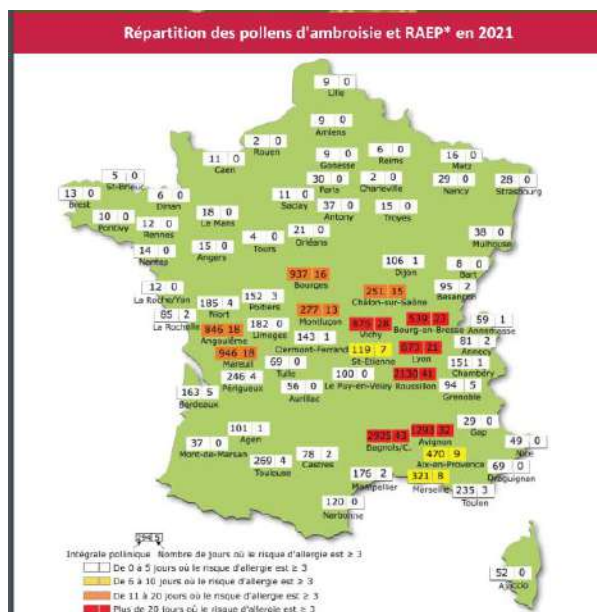 Répartition des pollens d'ambroisie et RAEP* en 2021
9 0
Lille
9 0
Amiens
2 0
Rouen
9 0
Gonesse
6 0
Reims
16 0
Metz
11 0
Caen
5 0
St-Brieuc
30 0
Paris
2 0
Charleville
29 0
Nancy
28 0
Strasbourg
13 0
Brest
6 0
Dinan
11 0
Saclay
37 0
Antony
15 0
Troyes
10 0
Pontivy
12 0
Rennes
18 0
Le Mans
21 0
Orléans
38 0
Mulhouse
14 0
Nantes
15 0
Angers
4 0
Tours
106 1
Dijon
8 0
Bart
937 16
Bourges
251 15
Chalon-sur-Saône
95 2
Besançon
12 0
La Roche/Yon
185 4
Niort
152 3
Poitiers
277 13
Montluçon
875 28
Vichy
539 23
Bourg-en-Bresse
59 1
Annemasse
85 2
La Rochelle
846 18
Angoulême
182 0
Limoges
143 1
Clermont-Ferrand
119 7
St-Etienne
673 21
Lyon
81 2
Annecy
946 18
Mareuil
69 0
Tulle
2130 41
Roussillon
151 1
Chambéry
246 4
Périgueux
56 0
Aurillac
100 0
Le Puy-en-Velay
94 5
Grenoble
163 5
Bordeaux
101 1
Agen
2925 43
Bagnols/C.
1293 32
Avignon
29 0
Gap
37 0
Mont-de-Marsan
269 4
Toulouse
78 2
Castres
470 9
Aix-en-Provence
49 0
Nice
176 2
Montpellier
321 8
Marseille
69 0
Draguignan
120 0
Narbonne
235 3
Toulon
52 0
Ajaccio
Intégrale pollinique Nombre de jours où le risque d'allergie est ≥ 3
De 0 à 5 jours où le risque d'allergie est ≥ 3
De 6 à 10 jours où le risque d'allergie est ≥ 3
De 11 à 20 jours où le risque d'allergie est ≥ 3
Plus de 20 jours où le risque d'allergie est ≥ 3